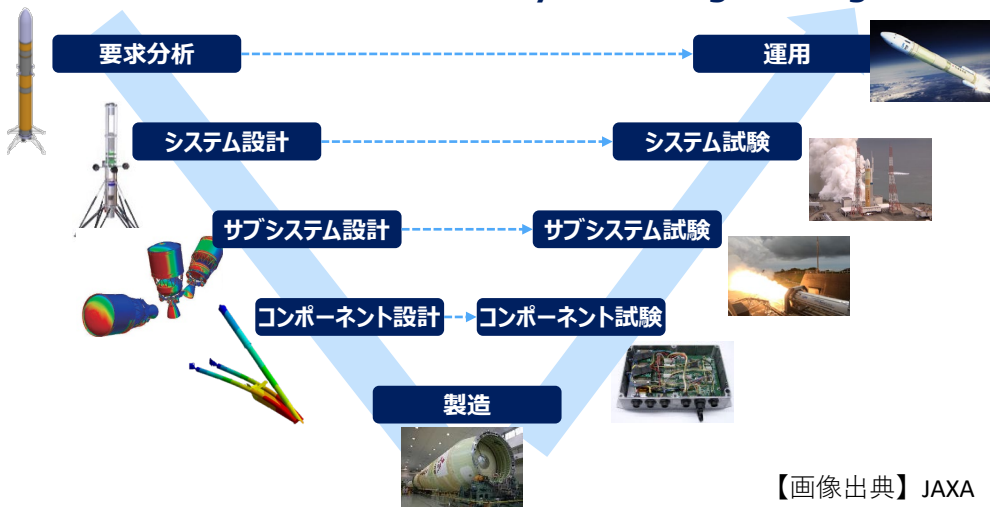 要求分析
運用
システム設計
システム試験
サブシステム設計
サブシステム試験
コンポーネント設計
コンポーネント試験
製造
【画像出典】JAXA